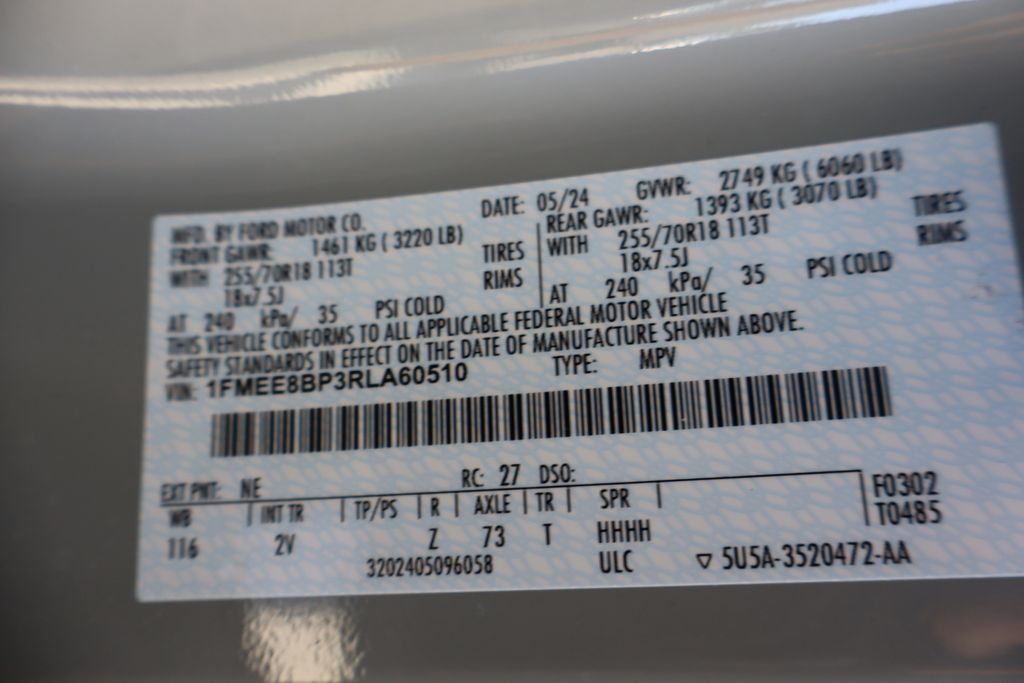 MFD. BY FORD MOTOR CO. DATE: 05/24 GVWR: 2749 KG ( 6060 LB)
FRONT GAWR: 1461 KG ( 3220 LB) REAR GAWR: 1393 KG ( 3070 LB)
WITH 255/70R18 113T TIRES WITH 255/70R18 113T TIRES
18x7.5J RIMS 18x7.5J RIMS
AT 240 kPa/ 35 PSI COLD AT 240 kPa/ 35 PSI COLD
THIS VEHICLE CONFORMS TO ALL APPLICABLE FEDERAL MOTOR VEHICLE
SAFETY STANDARDS IN EFFECT ON THE DATE OF MANUFACTURE SHOWN ABOVE.
VIN: 1FMEE8BP3RLA60510 TYPE: MPV
EXT PNT: NE RC: 27 DSO:
WB INT TR TP/PS R AXLE TR SPR F0302
T0485
116 2V Z 73 T HHHH
3202405096058 ULC ▽ 5U5A-3520472-AA